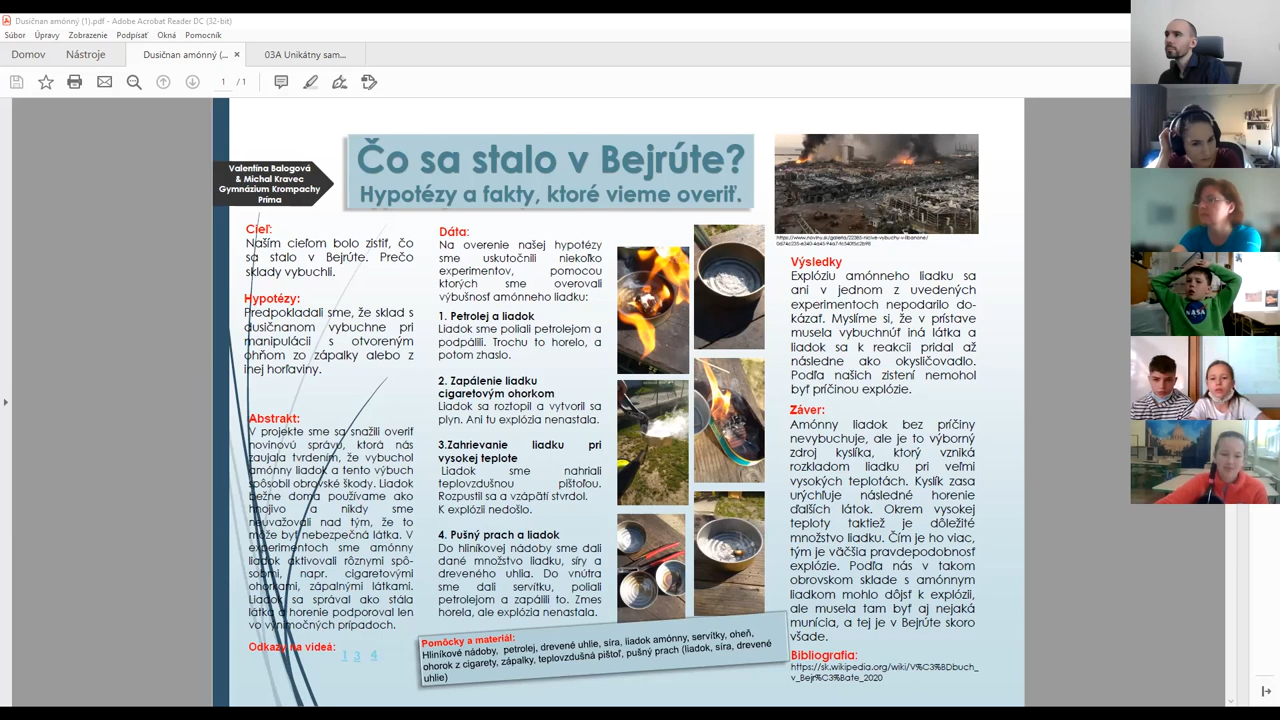 Dusičnan amónný (1).pdf - Adobe Acrobat Reader DC (32-bit)
Súbor Úpravy Zobrazenie Podpísať Okná Pomocník
Domov Nástroje Dusičnan amónný (... × 03A Unikátny sam...
1 / 1
Valentína Balogová
& Michal Kravec
Gymnázium Krompachy
Príma
Čo sa stalo v Bejrúte?
Hypotézy a fakty, ktoré vieme overiť.
Cieľ:
Naším cieľom bolo zistiť, čo
sa stalo v Bejrúte. Prečo
sklady vybuchli.
Hypotézy:
Predpokladali sme, že sklad s
dusičnanom vybuchne pri
manipulácii s otvoreným
ohňom zo zápalky alebo z
inej horľaviny.
Abstrakt:
V projekte sme sa snažili overiť
novinovú správu, ktorá nás
zaujala tvrdením, že vybuchol
amónny liadok a tento výbuch
spôsobil obrovské škody. Liadok
bežne doma používame ako
hnojivo a nikdy sme
neuvažovali nad tým, že to
môže byť nebezpečná látka. V
experimentoch sme amónny
liadok aktivovali rôznymi spô-
sobmi, napr. cigaretovými
ohorkami, zápalnými látkami.
Liadok sa správal ako stála
látka a horenie podporoval len
vo výnimočných prípadoch.
Odkazy na videá: 1 3 4
Dáta:
Na overenie našej hypotézy
sme uskutočnili niekoľko
experimentov, pomocou
ktorých sme overovali
výbušnosť amónneho liadku:
1. Petrolej a liadok
Liadok sme poliali petrolejom a
podpálili. Trochu to horelo, a
potom zhaslo.
2. Zapálenie liadku
cigaretovým ohorkom
Liadok sa roztopil a vytvoril sa
plyn. Ani tu explózia nenastala.
3.Zahrievanie liadku pri
vysokej teplote
Liadok sme nahriali
teplovzdušnou pištoľou.
Rozpustil sa a vzápätí stvrdol.
K explózii nedošlo.
4. Pušný prach a liadok
Do hliníkovej nádoby sme dali
dané množstvo liadku, síry a
dreveného uhlia. Do vnútra
sme dali servítku, poliali
petrolejom a zapálili to. Zmes
horela, ale explózia nenastala.
Pomôcky a materiál:
Hliníkové nádoby, petrolej, drevené uhlie, síra, liadok amónny, servítky, oheň,
ohorok z cigarety, zápalky, teplovzdušná pištoľ, pušný prach (liadok, síra, drevené
uhlie)
Výsledky
Explóziu amónneho liadku sa
ani v jednom z uvedených
experimentoch nepodarilo do-
kázať. Myslíme si, že v prístave
musela vybuchnúť iná látka a
liadok sa k reakcii pridal až
následne ako okysličovadlo.
Podľa našich zistení nemohol
byť príčinou explózie.
Záver:
Amónny liadok bez príčiny
nevybuchuje, ale je to výborný
zdroj kyslíka, ktorý vzniká
rozkladom liadku pri veľmi
vysokých teplotách. Kyslík zasa
urýchľuje následné horenie
ďalších látok. Okrem vysokej
teploty taktiež je dôležité
množstvo liadku. Čím je ho viac,
tým je väčšia pravdepodobnosť
explózie. Podľa nás v takom
obrovskom sklade s amónnym
liadkom mohlo dôjsť k explózii,
ale musela tam byť aj nejaká
munícia, a tej je v Bejrúte skoro
všade.
Bibliografia:
https://sk.wikipedia.org/wiki/V%C3%BDbuch_
v_Bejr%C3%Bate_2020
NASA